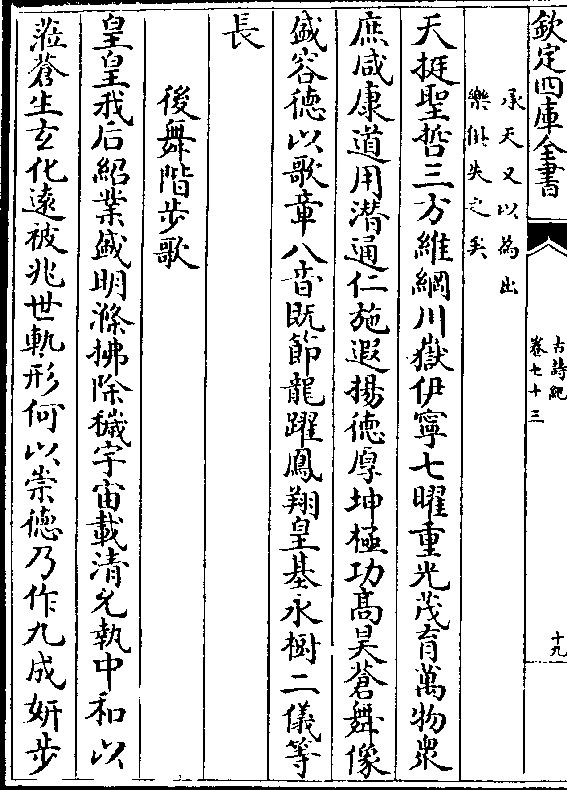 欽定四庫全書
古詩紀
卷七十三
十九
承天又以為出
樂俳失之矣
天挺聖哲三方維綱川嶽伊寧七曜重光茂育萬物衆
庶咸康道用潛通仁施遐揚德厚坤極功高昊蒼舞像
盛容德以歌章八音既節龍躍鳳翔皇基永樹二儀等
長
後舞階步歌
皇皇我后紹業盛明滌拂除穢宇宙載清允執中和以
蒞蒼生玄化遠被兆世軌形何以崇德乃作九成妍步